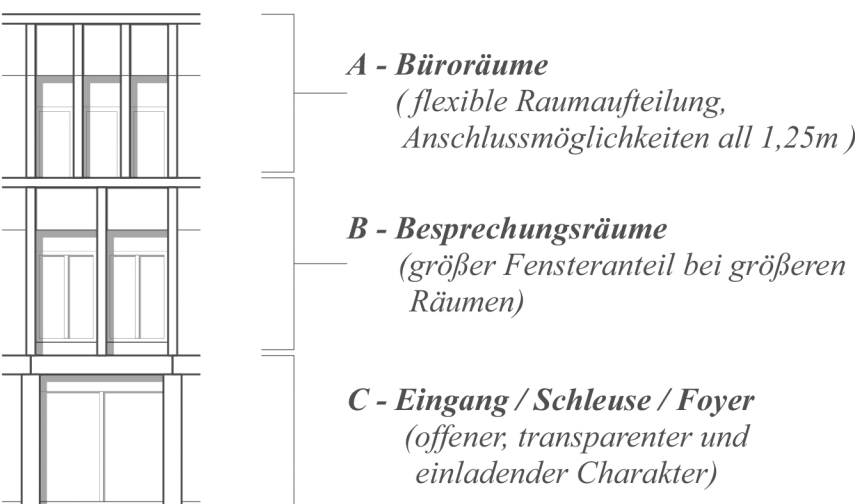 A - Büroräume
( flexible Raumaufteilung,
Anschlussmöglichkeiten all 1,25m )
B - Besprechungsräume
(größer Fensteranteil bei größeren
Räumen)
C - Eingang / Schleuse / Foyer
(offener, transparenter und
einladender Charakter)